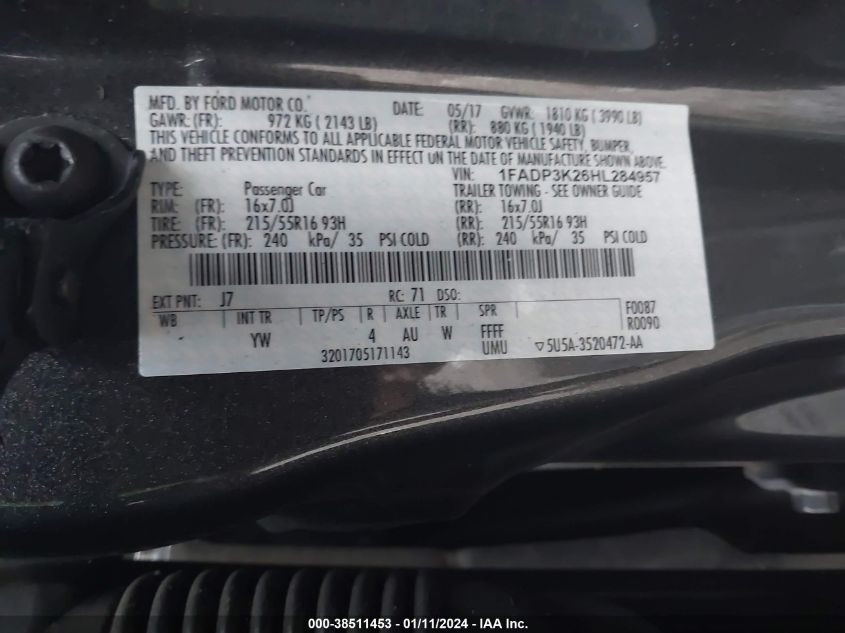 MFD. BY FORD MOTOR CO. DATE: 05/17 GVWR: 1810 KG ( 3990 LB)
GAWR: (FR): 972 KG ( 2143 LB) (RR): 880 KG ( 1940 LB)
THIS VEHICLE CONFORMS TO ALL APPLICABLE FEDERAL MOTOR VEHICLE SAFETY, BUMPER,
AND THEFT PREVENTION STANDARDS IN EFFECT ON THE DATE OF MANUFACTURE SHOWN ABOVE.
VIN: 1FADP3K26HL284957
TYPE: Passenger Car TRAILER TOWING - SEE OWNER GUIDE
RIM: (FR): 16x7.0J (RR): 16x7.0J
TIRE: (FR): 215/55R16 93H (RR): 215/55R16 93H
PRESSURE: (FR): 240 kPa/ 35 PSI COLD (RR): 240 kPa/ 35 PSI COLD
EXT PNT: J7 RC: 71 DSO:
WB INT TR TP/PS R AXLE TR SPR F0087
YW 4 AU W FFFF R0090
3201705171143 UMU ▽5U5A-3520472-AA
000-38511453 - 01/11/2024 - IAA Inc.